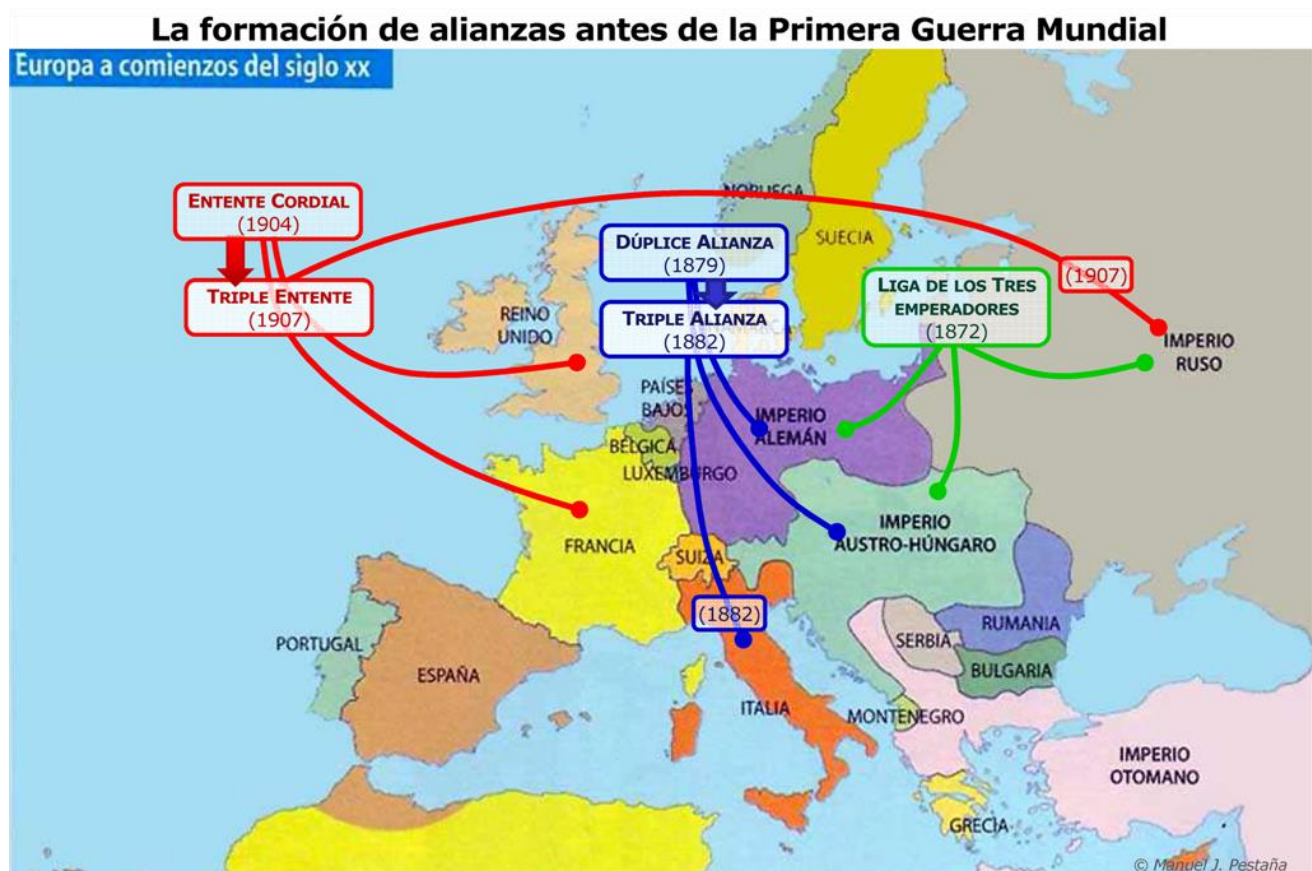 La formación de alianzas antes de la Primera Guerra Mundial
Europa a comienzos del siglo XX
ENTENTE CORDIAL
(1904)
TRIPLE ENTENTE
(1907)
DÚPLICE ALIANZA
(1879)
TRIPLE ALIANZA
(1882)
LIGA DE LOS TRES
EMPERADORES
(1872)
(1907)
NORUEGA
SUECIA
REINO
UNIDO
IMPERIO
RUSO
PAÍSES
BAJOS
IMPERIO
ALEMÁN
BÉLGICA
LUXEMBURGO
FRANCIA
SUIZA
IMPERIO
AUSTRO-HÚNGARO
(1882)
RUMANIA
SERBIA
BULGARIA
PORTUGAL
ESPAÑA
ITALIA
MONTENEGRO
IMPERIO
OTOMANO
GRECIA
© Manuel J. Pestaña